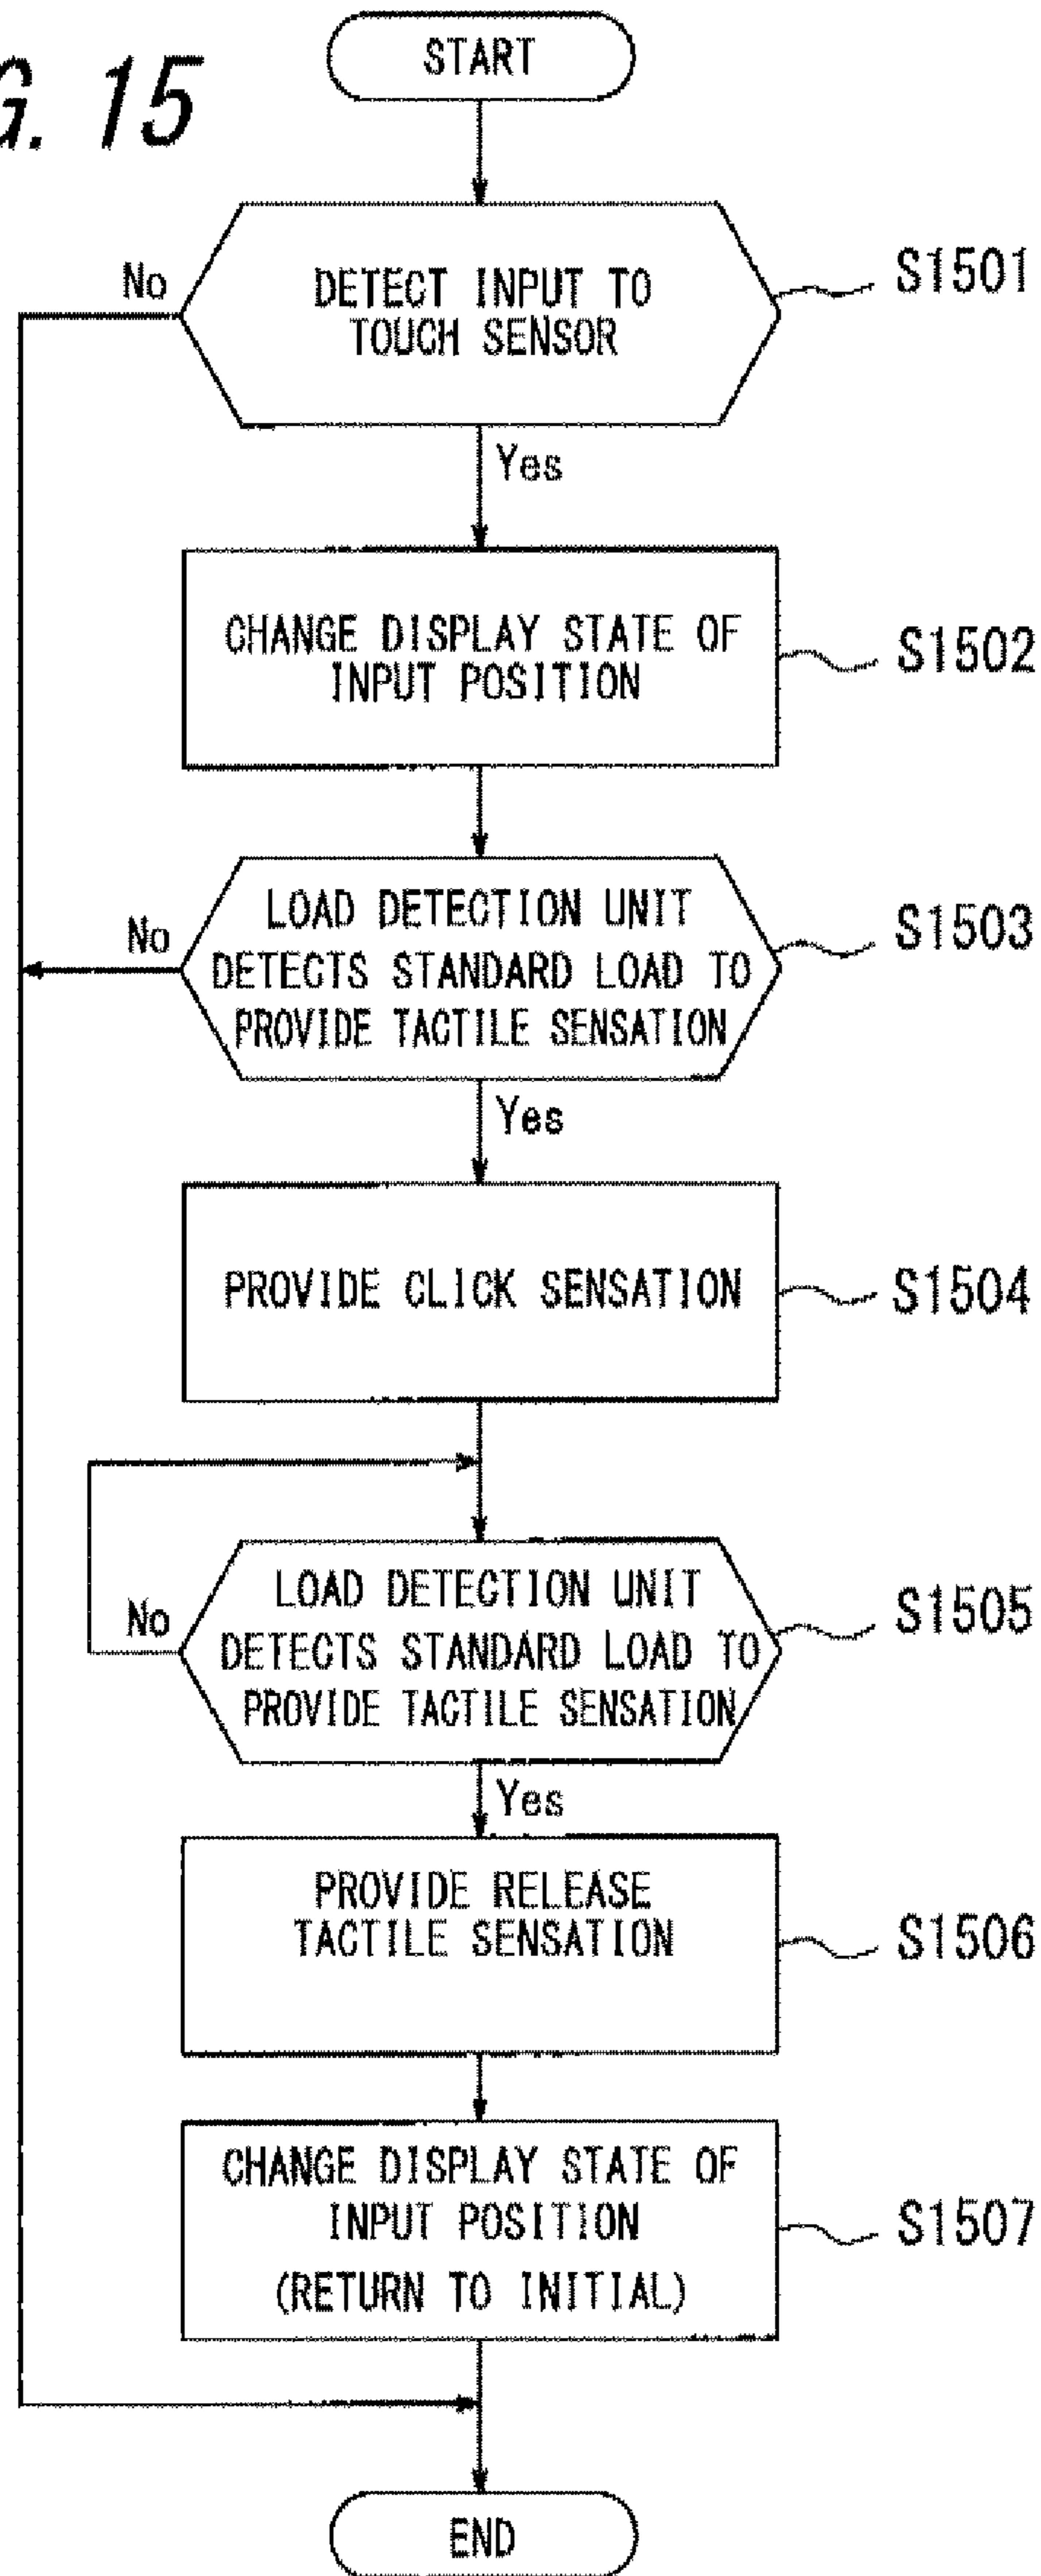 G. 15
START
No
DETECT INPUT TO
TOUCH SENSOR
S1501
Yes
CHANGE DISPLAY STATE OF
INPUT POSITION
S1502
No
LOAD DETECTION UNIT
DETECTS STANDARD LOAD TO
PROVIDE TACTILE SENSATION
S1503
Yes
PROVIDE CLICK SENSATION
S1504
No
LOAD DETECTION UNIT
DETECTS STANDARD LOAD TO
PROVIDE TACTILE SENSATION
S1505
Yes
PROVIDE RELEASE
TACTILE SENSATION
S1506
CHANGE DISPLAY STATE OF
INPUT POSITION
(RETURN TO INITIAL)
S1507
END